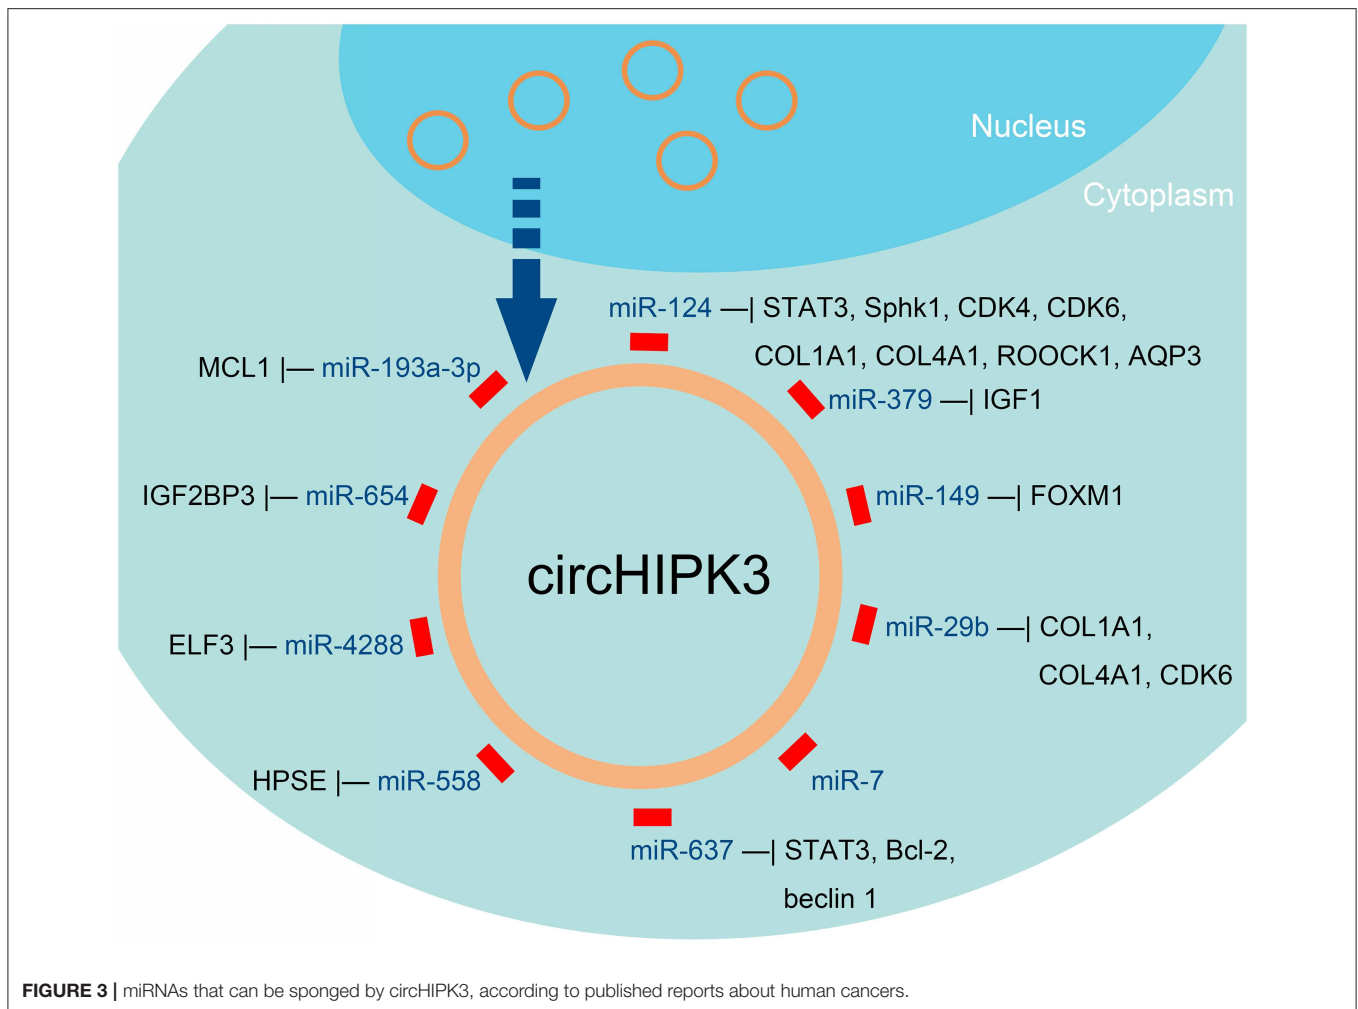 Nucleus
Cytoplasm
miR-124 —| STAT3, Sphk1, CDK4, CDK6,
COL1A1, COL4A1, ROOCK1, AQP3
MCL1 |— miR-193a-3p
miR-379 —| IGF1
IGF2BP3 |— miR-654
miR-149 —| FOXM1
circHIPK3
ELF3 |— miR-4288
miR-29b —| COL1A1,
COL4A1, CDK6
HPSE |— miR-558
miR-7
miR-637 —| STAT3, Bcl-2,
beclin 1
FIGURE 3 | miRNAs that can be sponged by circHIPK3, according to published reports about human cancers.